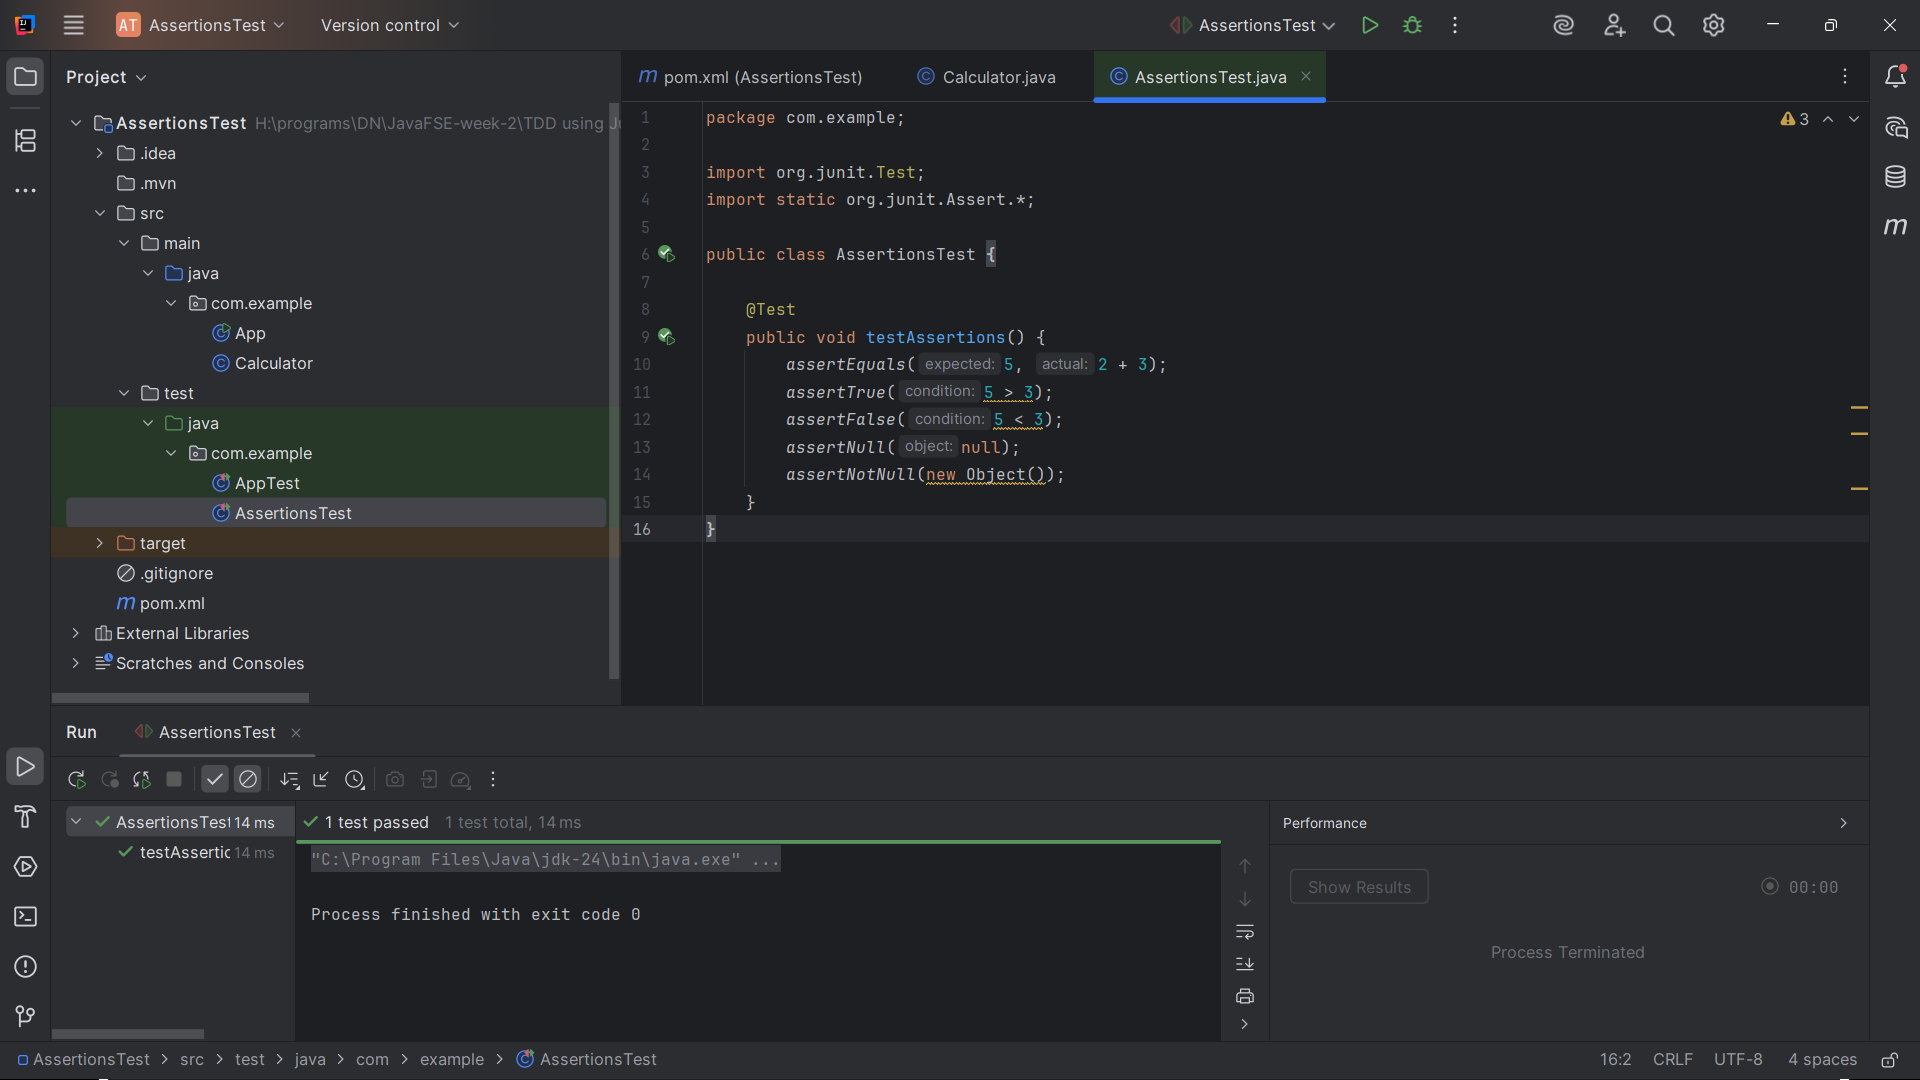 AT AssertionsTest Version control AssertionsTest
Project
AssertionsTest H:\programs\DN\JavaFSE-week-2\TDD using
.idea
.mvn
src
main
java
com.example
App
Calculator
test
java
com.example
AppTest
AssertionsTest
target
.gitignore
pom.xml
External Libraries
Scratches and Consoles
pom.xml (AssertionsTest) Calculator.java AssertionsTest.java
3
1 package com.example;
2
3 import org.junit.Test;
4 import static org.junit.Assert.*;
5
6 public class AssertionsTest {
7
8 @Test
9 public void testAssertions() {
10 assertEquals( expected: 5, actual: 2 + 3);
11 assertTrue( condition: 5 > 3);
12 assertFalse( condition: 5 < 3);
13 assertNull( object: null);
14 assertNotNull(new Object());
15 }
16 }
Run AssertionsTest
AssertionsTest 14 ms
testAssertic 14 ms
1 test passed 1 test total, 14 ms
"C:\Program Files\Java\jdk-24\bin\java.exe" ...
Process finished with exit code 0
Performance
Show Results 00:00
Process Terminated
AssertionsTest > src > test > java > com > example > AssertionsTest
16:2 CRLF UTF-8 4 spaces